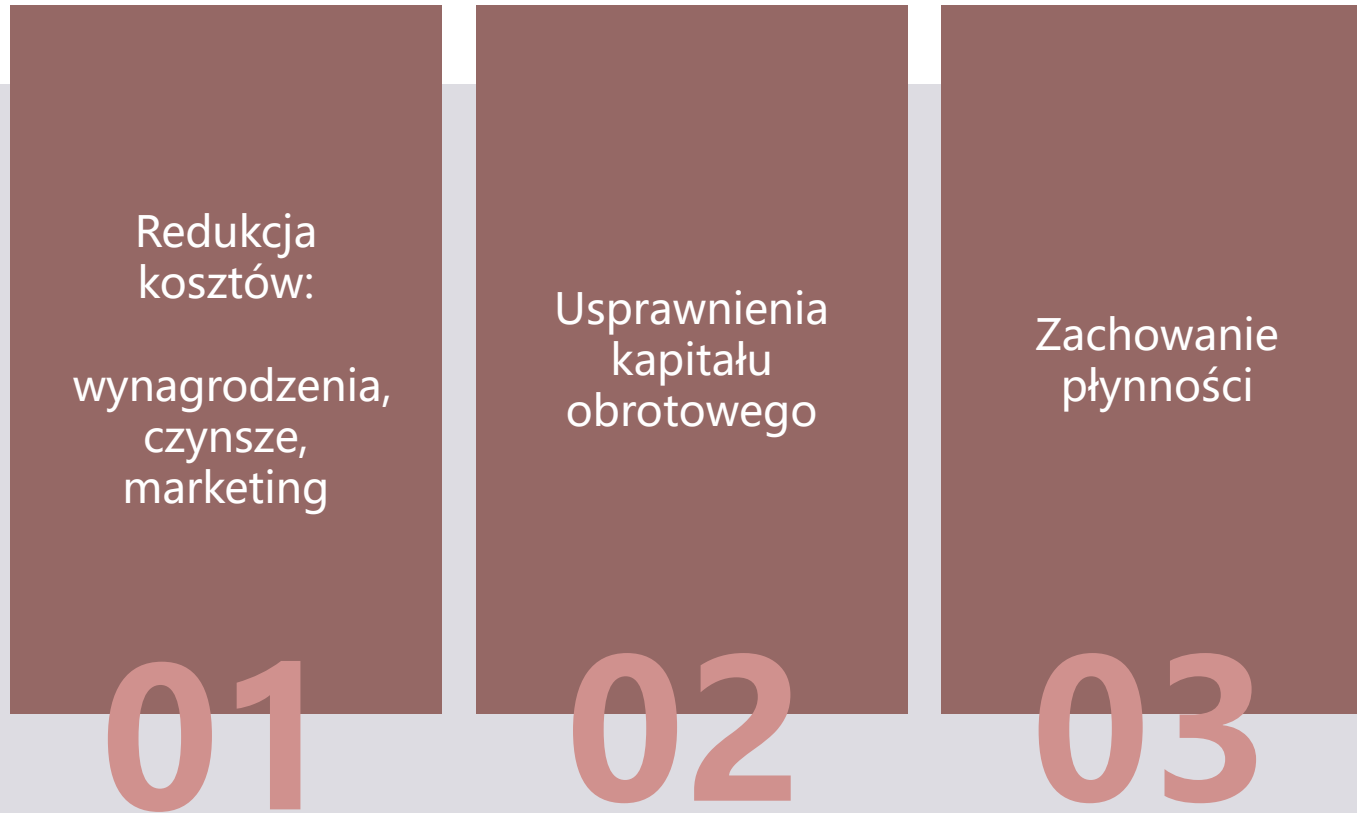 Redukcja
kosztów:
wynagrodzenia,
czynsze,
marketing
01
Usprawnienia
kapitału
obrotowego
02
Zachowanie
płynności
03